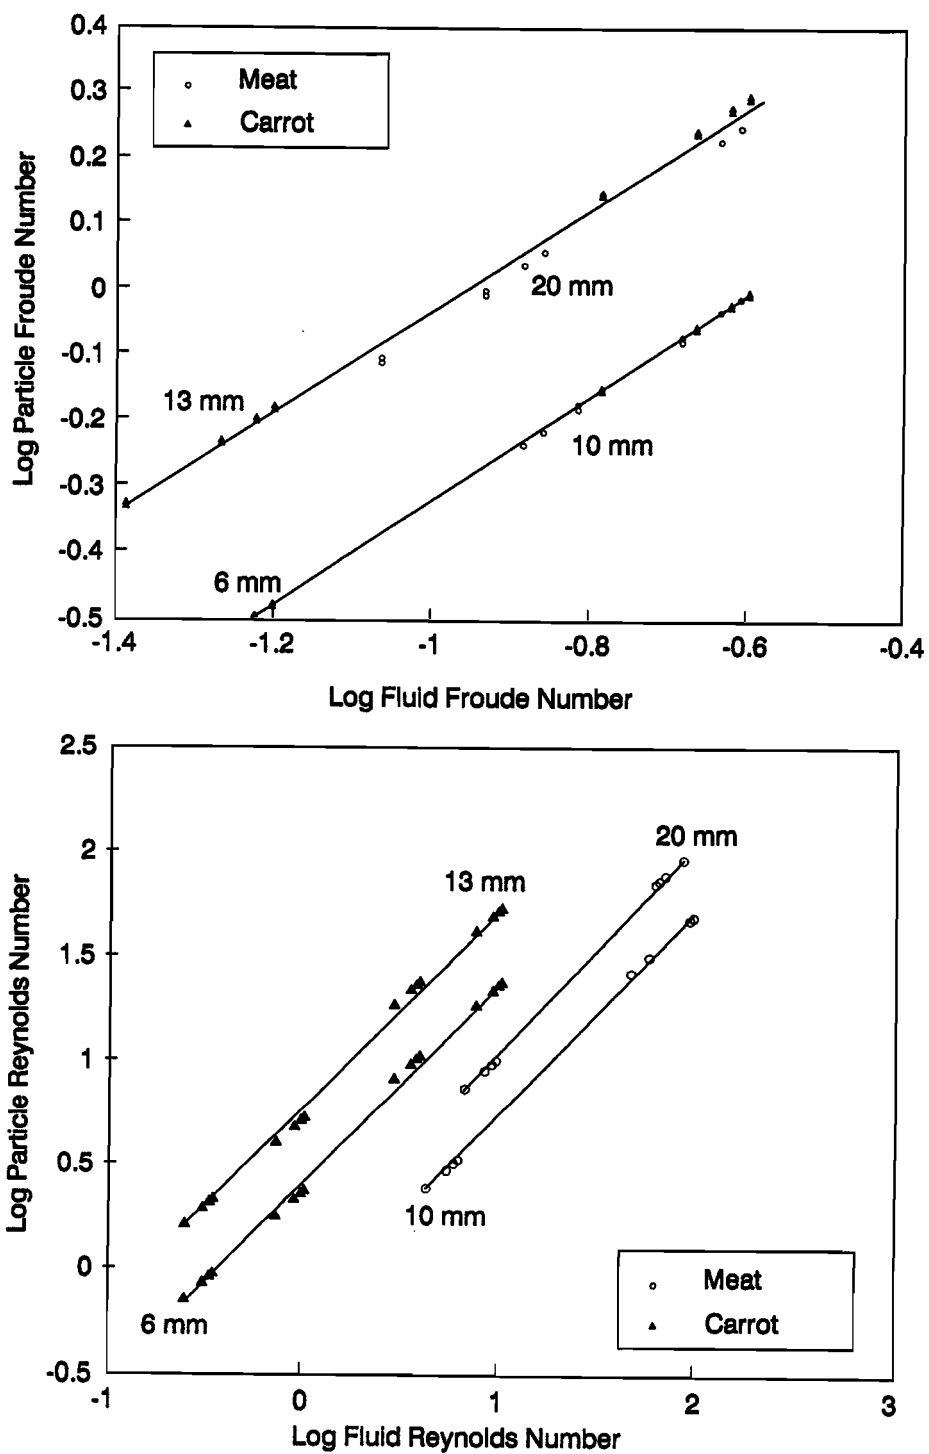 0.4
Meat
Carrot
0.3
0.2
0.1
0
-0.1
-0.2
-0.3
-0.4
-0.5
Log Particle Froude Number
20 mm
13 mm
10 mm
6 mm
-1.4
-1.2
-1
-0.8
-0.6
-0.4
Log Fluid Froude Number
2.5
2
1.5
1
0.5
0
-0.5
Log Particle Reynolds Number
20 mm
13 mm
10 mm
6 mm
Meat
Carrot
-1
0
1
2
3
Log Fluid Reynolds Number